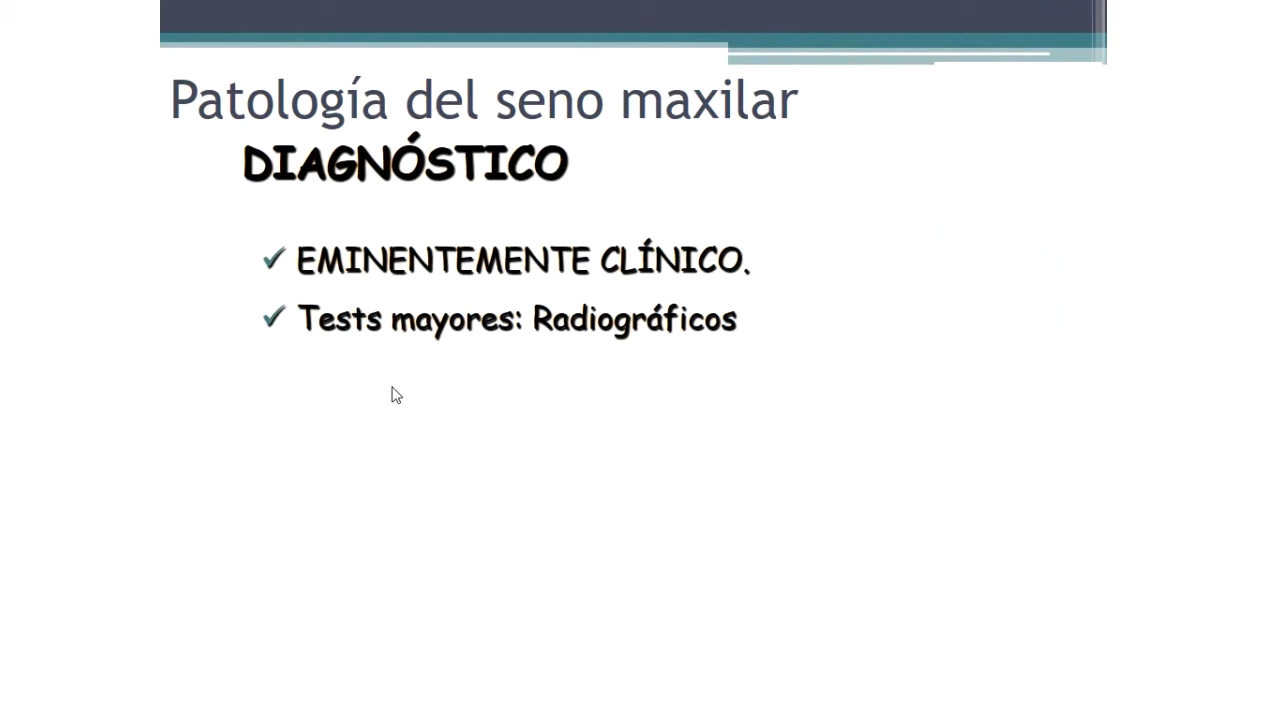 Patología del seno maxilar
DIAGNÓSTICO
EMINENTEMENTE CLÍNICO.
Tests mayores: Radiográficos